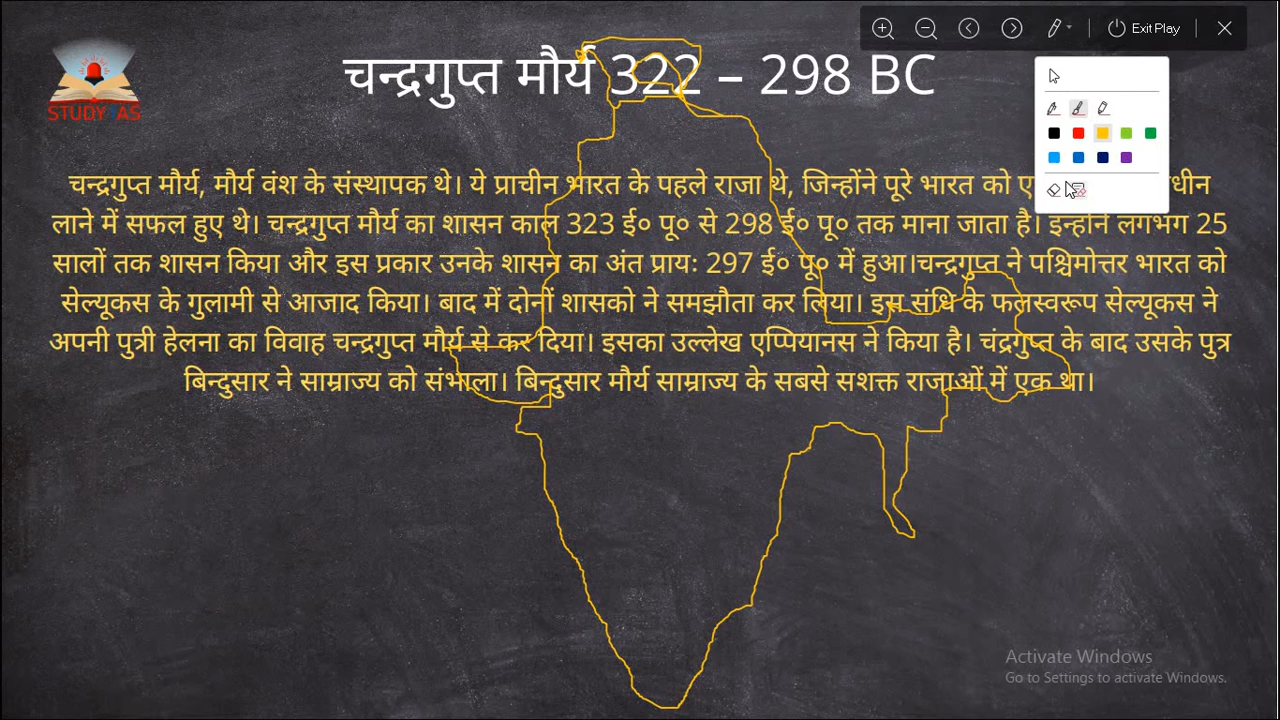 Exit Play
STUDY AS
चन्द्रगुप्त मौर्य 322 – 298 BC
चन्द्रगुप्त मौर्य, मौर्य वंश के संस्थापक थे। ये प्राचीन भारत के पहले राजा थे, जिन्होंने पूरे भारत को धीन
लाने में सफल हुए थे। चन्द्रगुप्त मौर्य का शासन काल 323 ई० पू० से 298 ई० पू० तक माना जाता है। इन्होंने लगभग 25
सालों तक शासन किया और इस प्रकार उनके शासन का अंत प्रायः 297 ई० पू० में हुआ।चन्द्रगुप्त ने पश्चिमोत्तर भारत को
सेल्यूकस के गुलामी से आजाद किया। बाद में दोनों शासको ने समझौता कर लिया। इस संधि के फलस्वरूप सेल्यूकस ने
अपनी पुत्री हेलना का विवाह चन्द्रगुप्त मौर्य से कर दिया। इसका उल्लेख एप्पियानस ने किया है। चंद्रगुप्त के बाद उसके पुत्र
बिन्दुसार ने साम्राज्य को संभाला। बिन्दुसार मौर्य साम्राज्य के सबसे सशक्त राजाओं में एक था।
Activate Windows
Go to Settings to activate Windows.